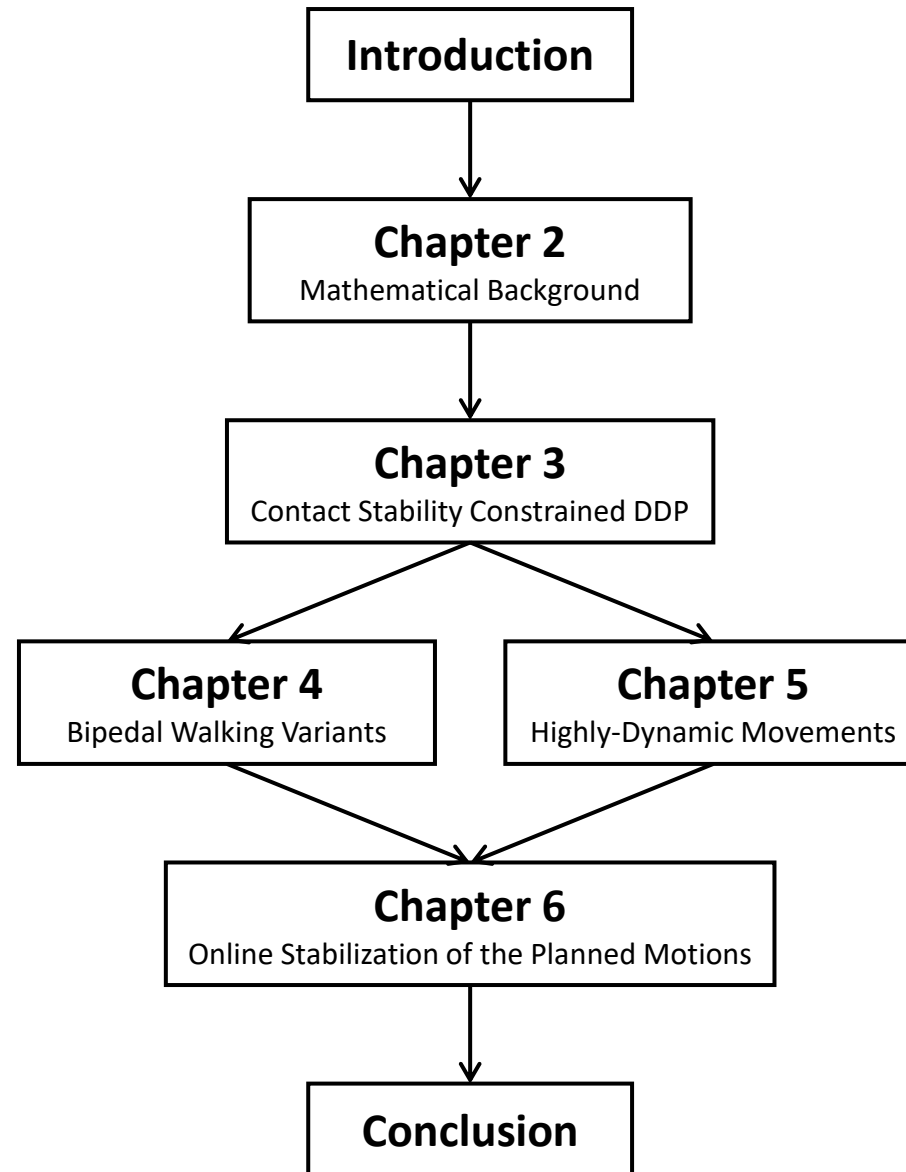 Introduction
Chapter 2
Mathematical Background
Chapter 3
Contact Stability Constrained DDP
Chapter 4
Bipedal Walking Variants
Chapter 5
Highly-Dynamic Movements
Chapter 6
Online Stabilization of the Planned Motions
Conclusion